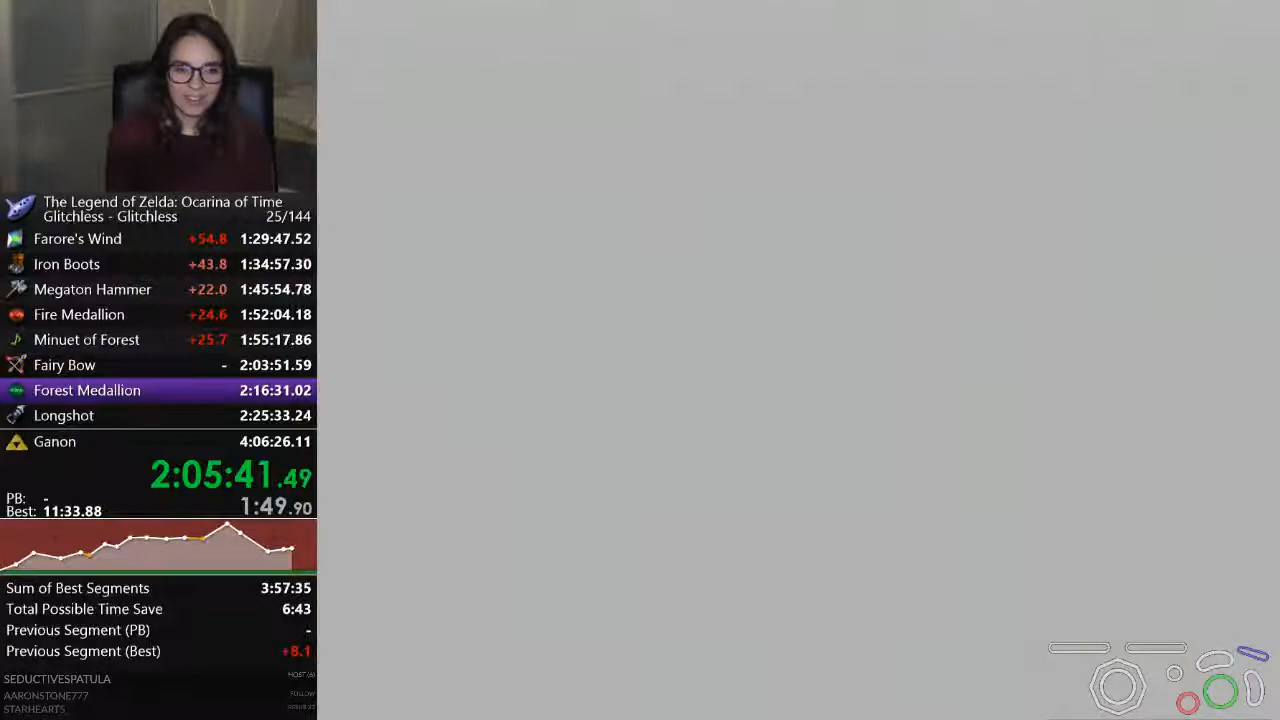 The Legend of Zelda: Ocarina of Time
Glitchless - Glitchless 25/144
Farore's Wind +54.8 1:29:47.52
Iron Boots +43.8 1:34:57.30
Megaton Hammer +22.0 1:45:54.78
Fire Medallion +24.6 1:52:04.18
Minuet of Forest +25.7 1:55:17.86
Fairy Bow - 2:03:51.59
Forest Medallion 2:16:31.02
Longshot 2:25:33.24
Ganon 4:06:26.11
2:05:41.49
PB: -
Best: 11:33.88 1:49.90
Sum of Best Segments 3:57:35
Total Possible Time Save 6:43
Previous Segment (PB) -
Previous Segment (Best) +8.1
SEDUCTIVESPATULA HOST (6)
AARONSTONE777 FOLLOW
STARHEARTS_